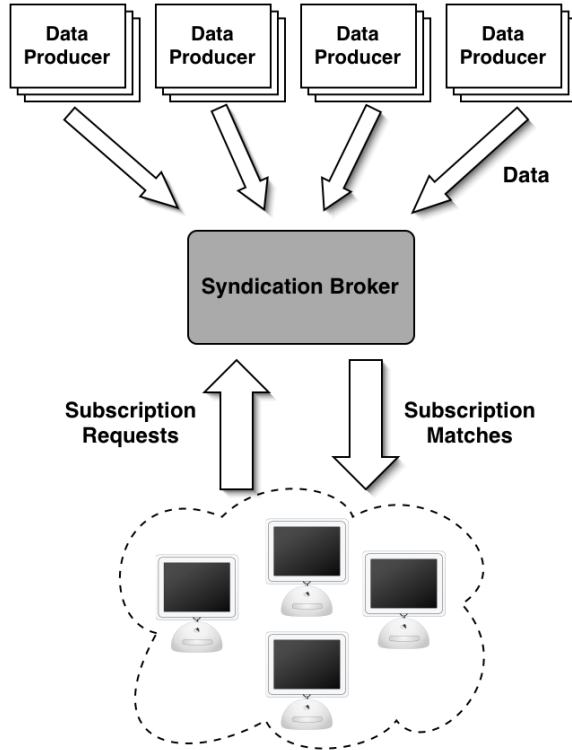 Data
Producer
Data
Producer
Data
Producer
Data
Producer
Data
Syndication Broker
Subscription
Requests
Subscription
Matches